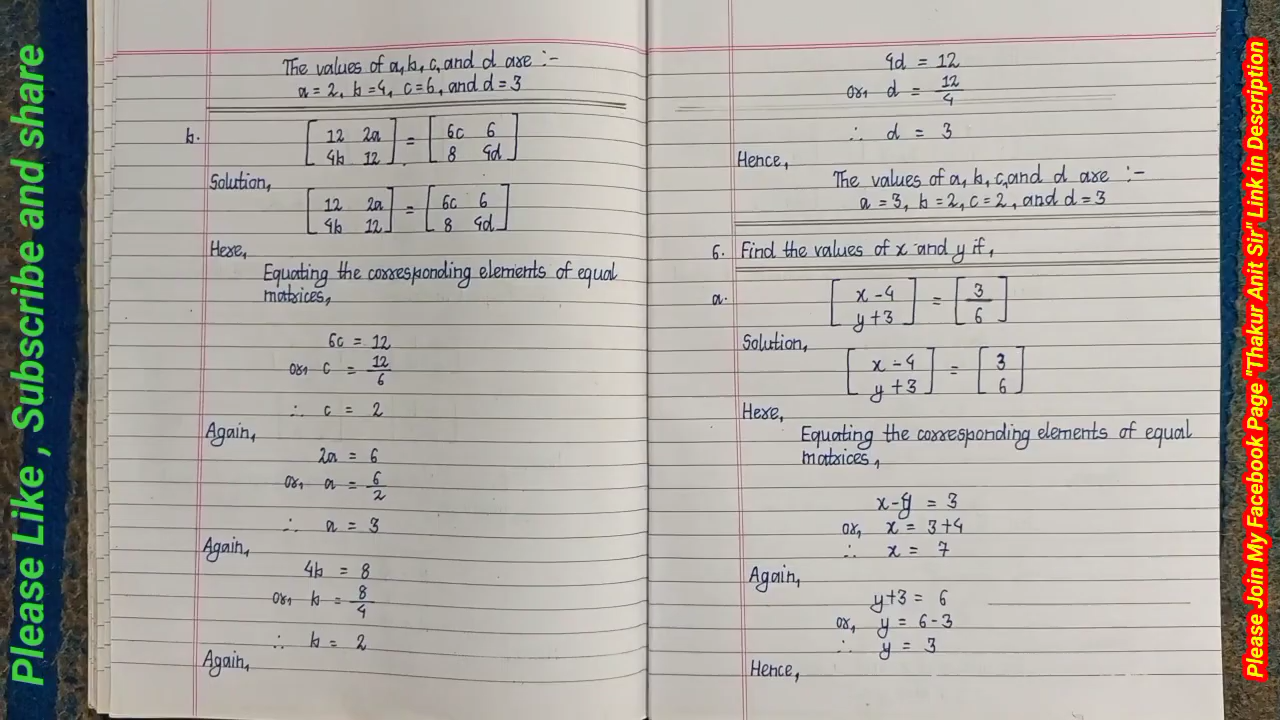 Please Like , Subscribe and share
The values of a, b, c, and d are :-
a = 2, b = 4, c = 6, and d = 3
b.
[12 2a] = [6c 6]
[4b 12] [8 4d]
Solution,
[12 2a] = [6c 6]
[4b 12] [8 4d]
Here,
Equating the corresponding elements of equal
matrices,
6c = 12
or, c = 12/6
∴ c = 2
Again,
2a = 6
or, a = 6/2
∴ a = 3
Again,
4b = 8
or, b = 8/4
∴ b = 2
Again,
4d = 12
or, d = 12/4
∴ d = 3
Hence,
The values of a, b, c, and d are :-
a = 3, b = 2, c = 2, and d = 3
6. Find the values of x and y if,
a.
[x - 4] = [3]
[y + 3] [6]
Solution,
[x - 4] = [3]
[y + 3] [6]
Here,
Equating the corresponding elements of equal
matrices,
x - 4 = 3
or, x = 3 + 4
∴ x = 7
Again,
y + 3 = 6
or, y = 6 - 3
∴ y = 3
Hence,
Please Join My Facebook Page "Thakur Anit Sir" Link in Description